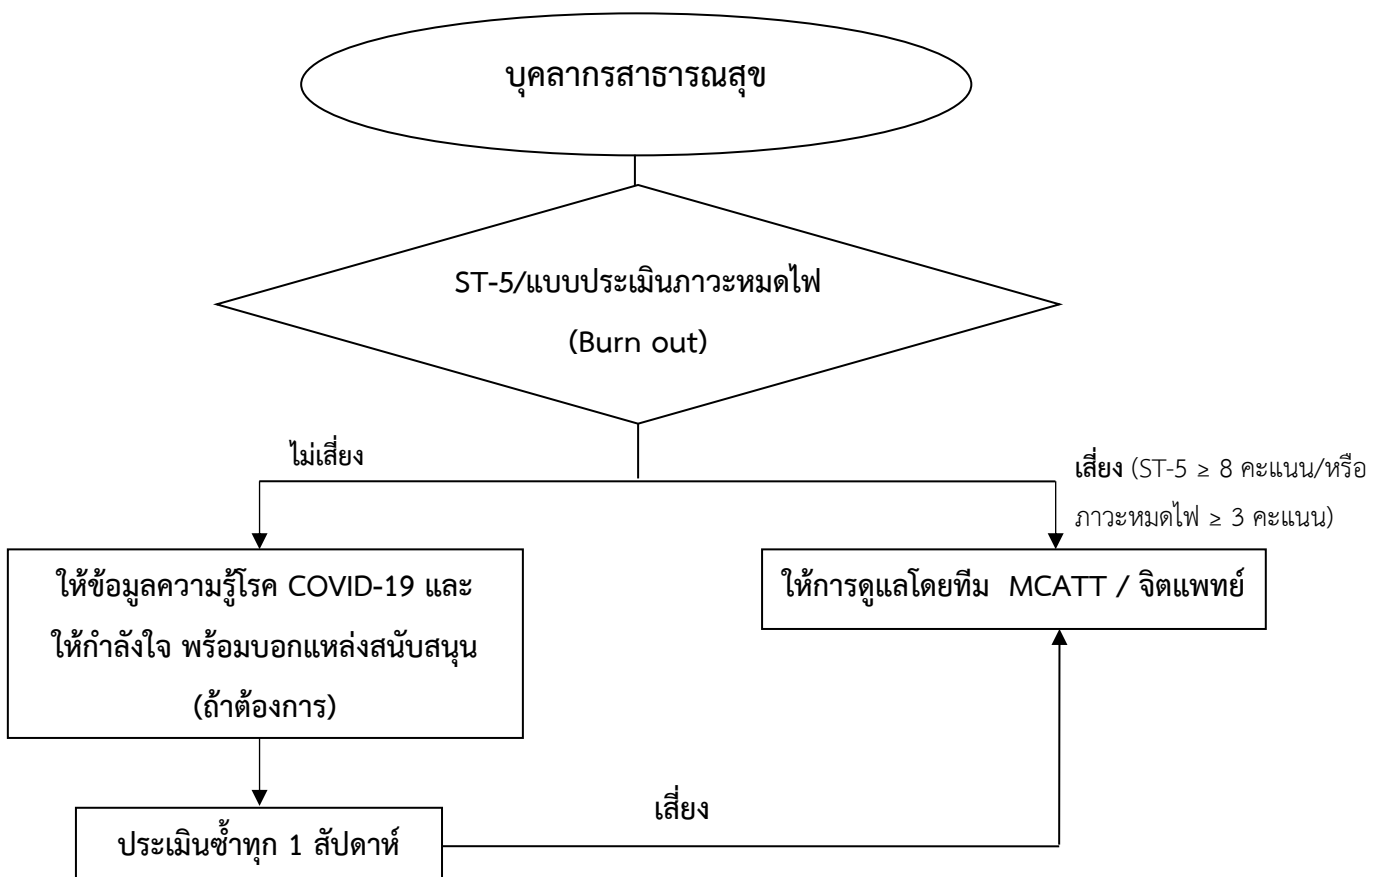 บุคลากรสาธารณสุข
ST-5/แบบประเมินภาวะหมดไฟ
(Burn out)
ไม่เสี่ยง
เสี่ยง (ST-5 ≥ 8 คะแนน/หรือ
ภาวะหมดไฟ ≥ 3 คะแนน)
ให้ข้อมูลความรู้โรค COVID-19 และ
ให้กำลังใจ พร้อมบอกแหล่งสนับสนุน
(ถ้าต้องการ)
ให้การดูแลโดยทีม MCATT / จิตแพทย์
เสี่ยง
ประเมินซ้ำทุก 1 สัปดาห์